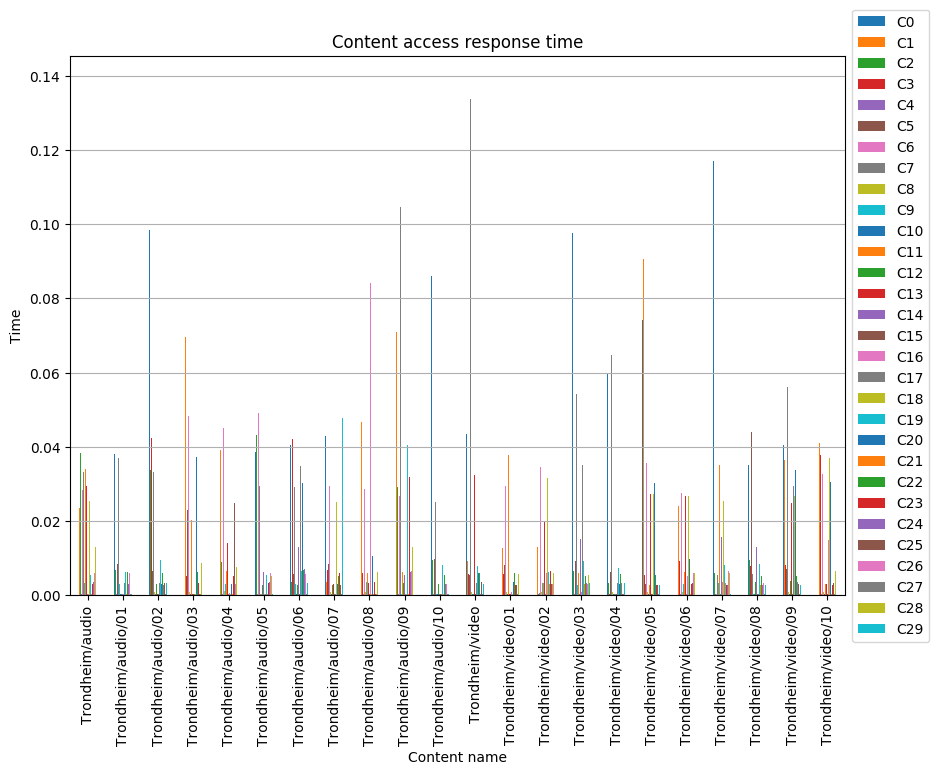 Content access response time
Time
0.14
0.12
0.10
0.08
0.06
0.04
0.02
0.00
Trondheim/audio
Trondheim/audio/01
Trondheim/audio/02
Trondheim/audio/03
Trondheim/audio/04
Trondheim/audio/05
Trondheim/audio/06
Trondheim/audio/07
Trondheim/audio/08
Trondheim/audio/09
Trondheim/audio/10
Trondheim/video
Trondheim/video/01
Trondheim/video/02
Trondheim/video/03
Trondheim/video/04
Trondheim/video/05
Trondheim/video/06
Trondheim/video/07
Trondheim/video/08
Trondheim/video/09
Trondheim/video/10
Content name
C0
C1
C2
C3
C4
C5
C6
C7
C8
C9
C10
C11
C12
C13
C14
C15
C16
C17
C18
C19
C20
C21
C22
C23
C24
C25
C26
C27
C28
C29